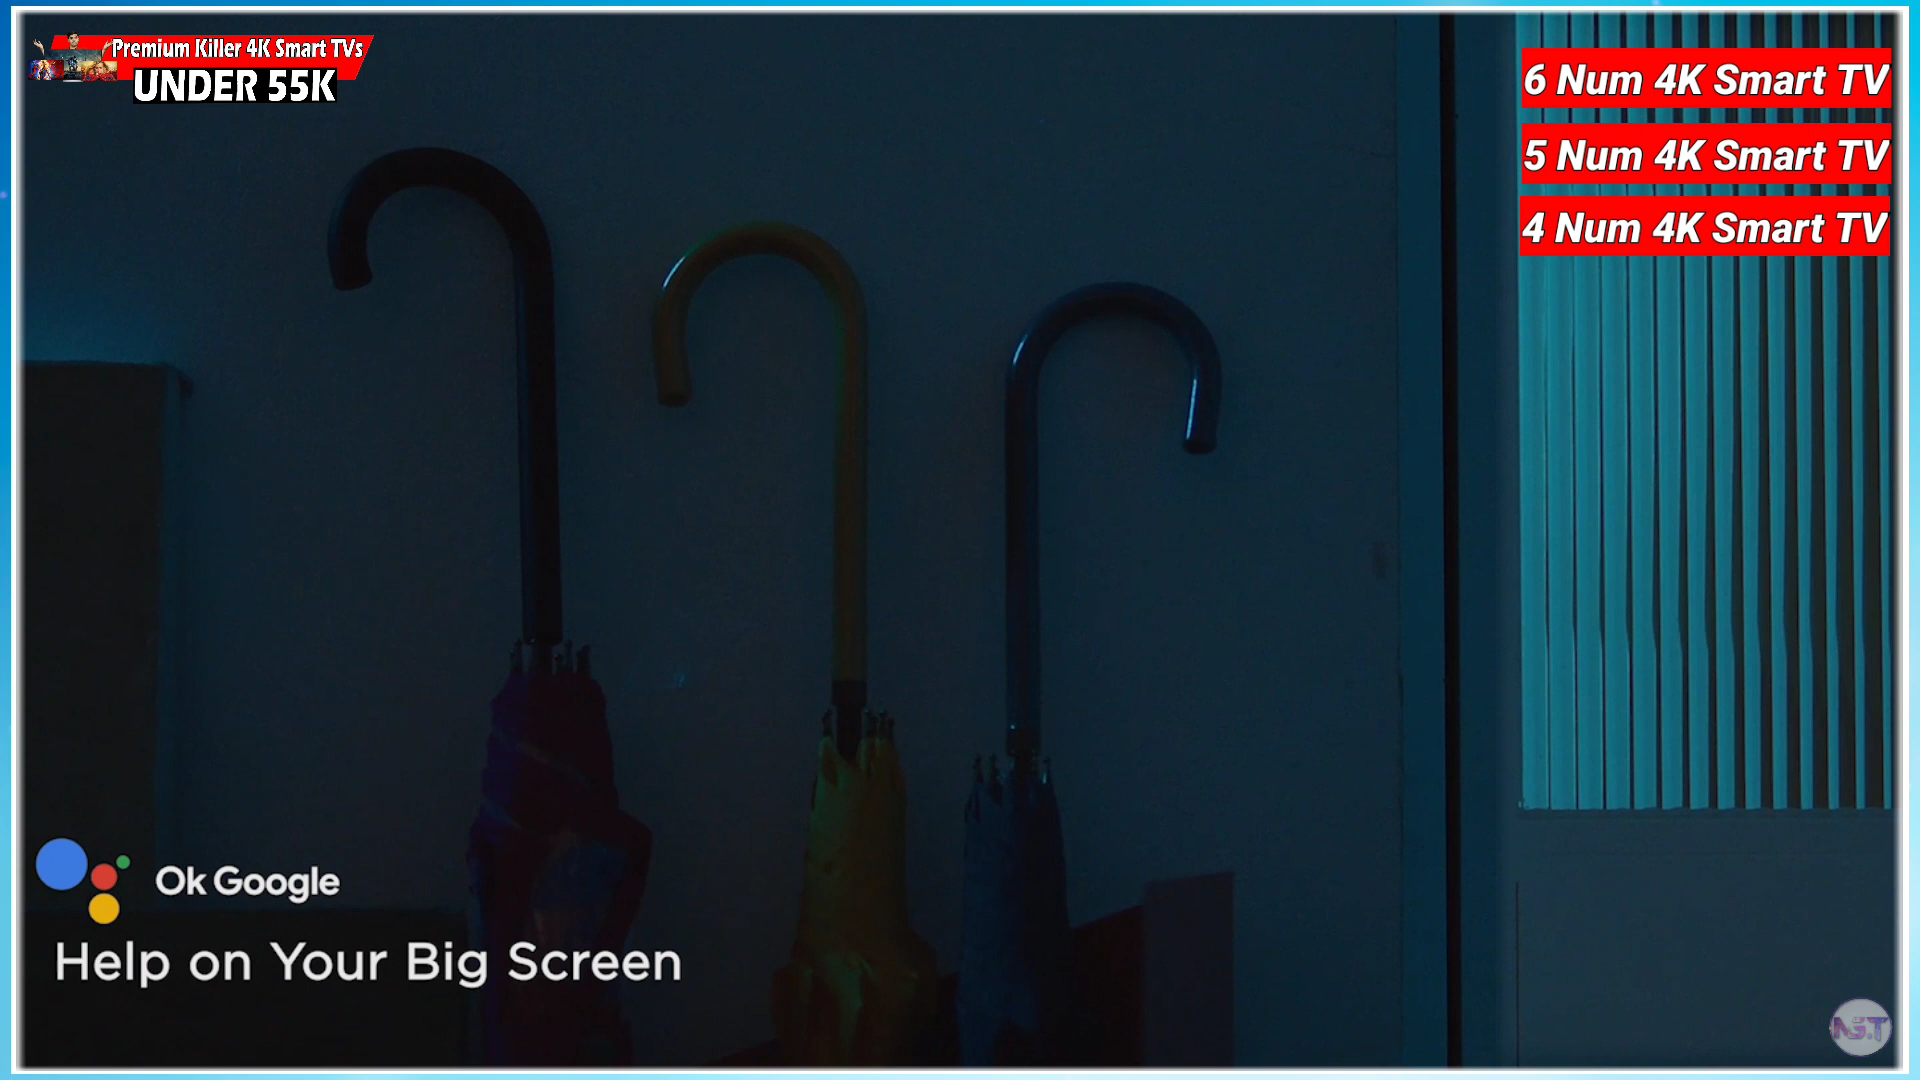 Premium Killer 4K Smart TVs
UNDER 55K
6 Num 4K Smart TV
5 Num 4K Smart TV
4 Num 4K Smart TV
Ok Google
Help on Your Big Screen
NGT